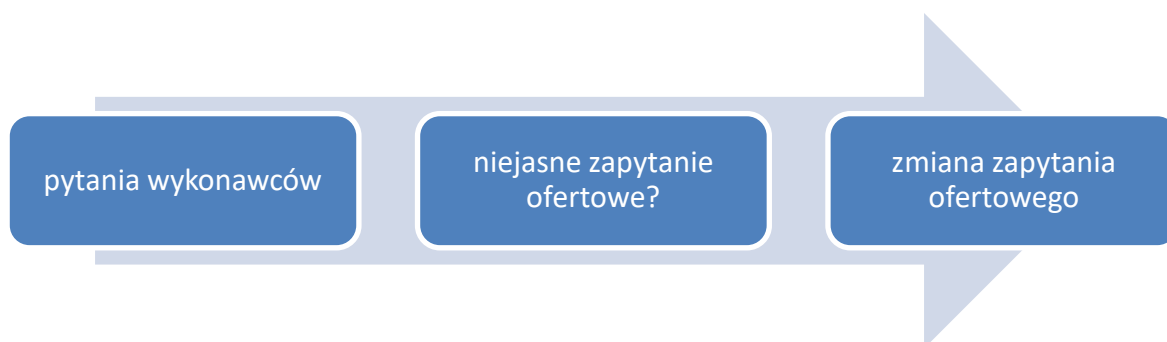 pytania wykonawców
niejasne zapytanie
ofertowe?
zmiana zapytania
ofertowego